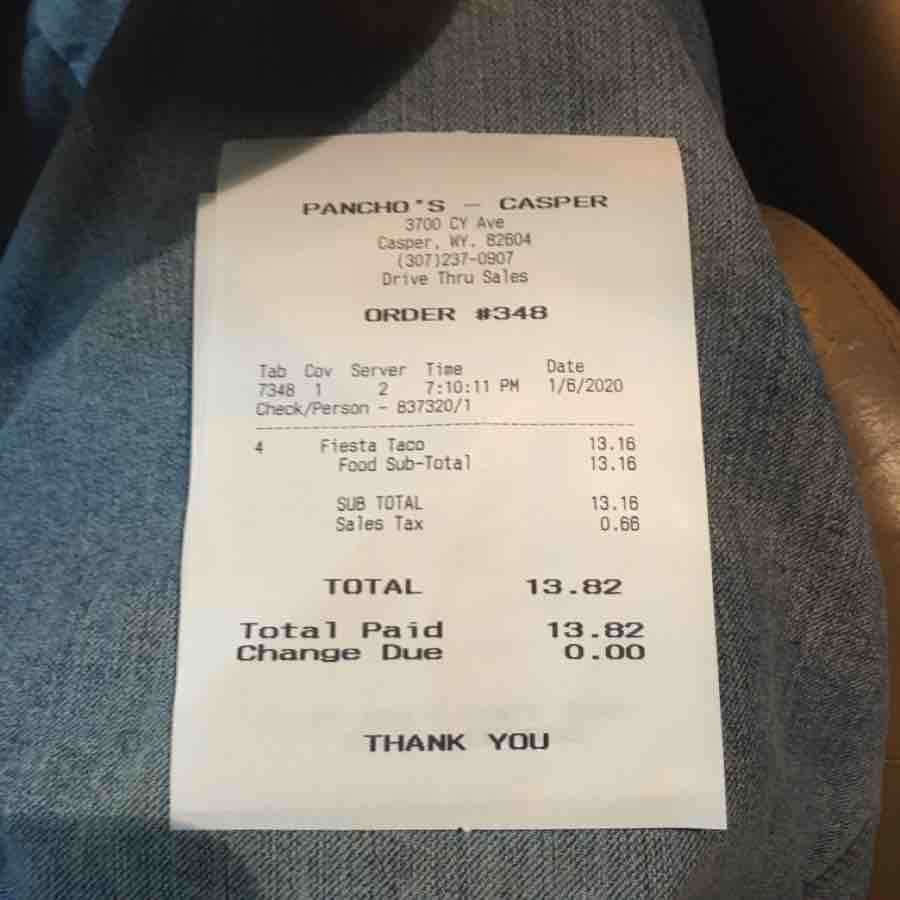 PANCHO'S - CASPER
3700 CY Ave
Casper, WY. 82604
(307)237-0907
Drive Thru Sales
ORDER #348
Tab Cov Server Time Date
7348 1 2 7:10:11 PM 1/6/2020
Check/Person - 837320/1
4 Fiesta Taco 13.16
Food Sub-Total 13.16
SUB TOTAL 13.16
Sales Tax 0.66
TOTAL 13.82
Total Paid 13.82
Change Due 0.00
THANK YOU